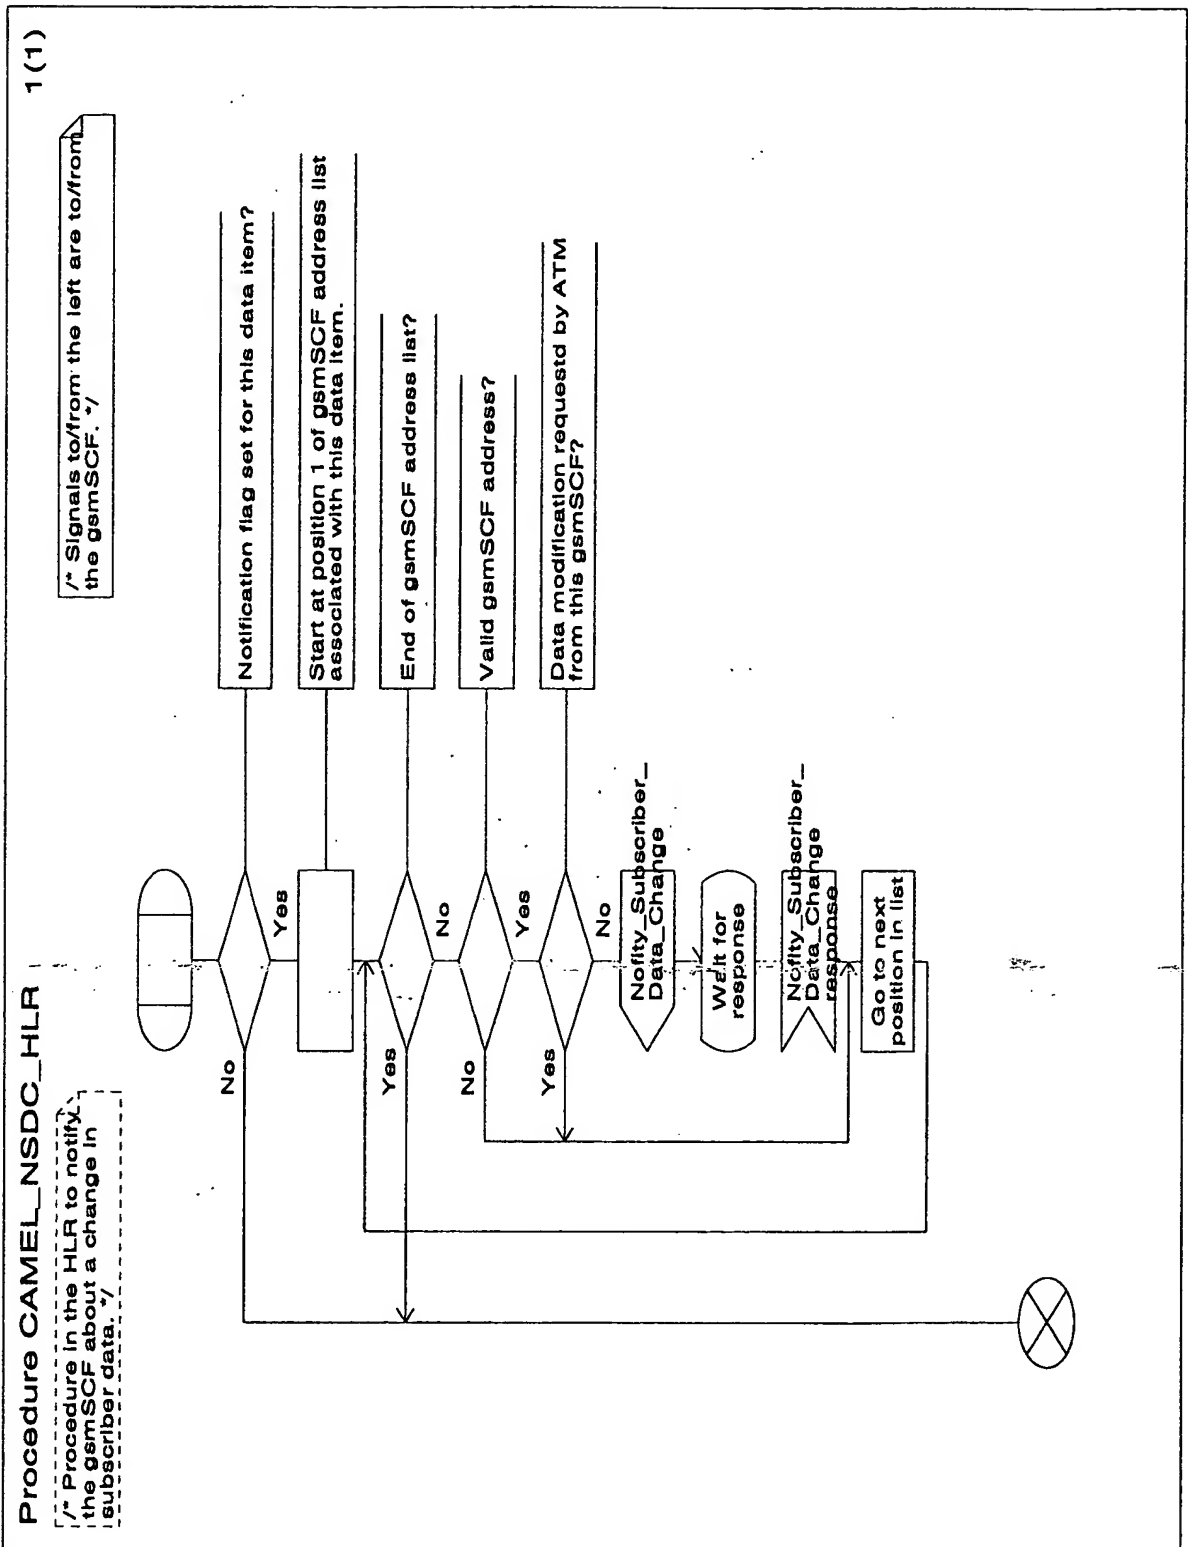 Procedure CAMEL_NSDC_HLR
1(1)
/* Procedure in the HLR to notify
the gsmSCF about a change in
subscriber data. */
/* Signals to/from the left are to/from
the gsmSCF. */
No
Yes
Notification flag set for this data item?
Start at position 1 of gsmSCF address list
associated with this data item.
Yes
No
End of gsmSCF address list?
No
Yes
Valid gsmSCF address?
Yes
No
Data modification requestd by ATM
from this gsmSCF?
Nofity_Subscriber_
Data_Change
Wait for
response
Nofity_Subscriber_
Data_Change
response
Go to next
position in list